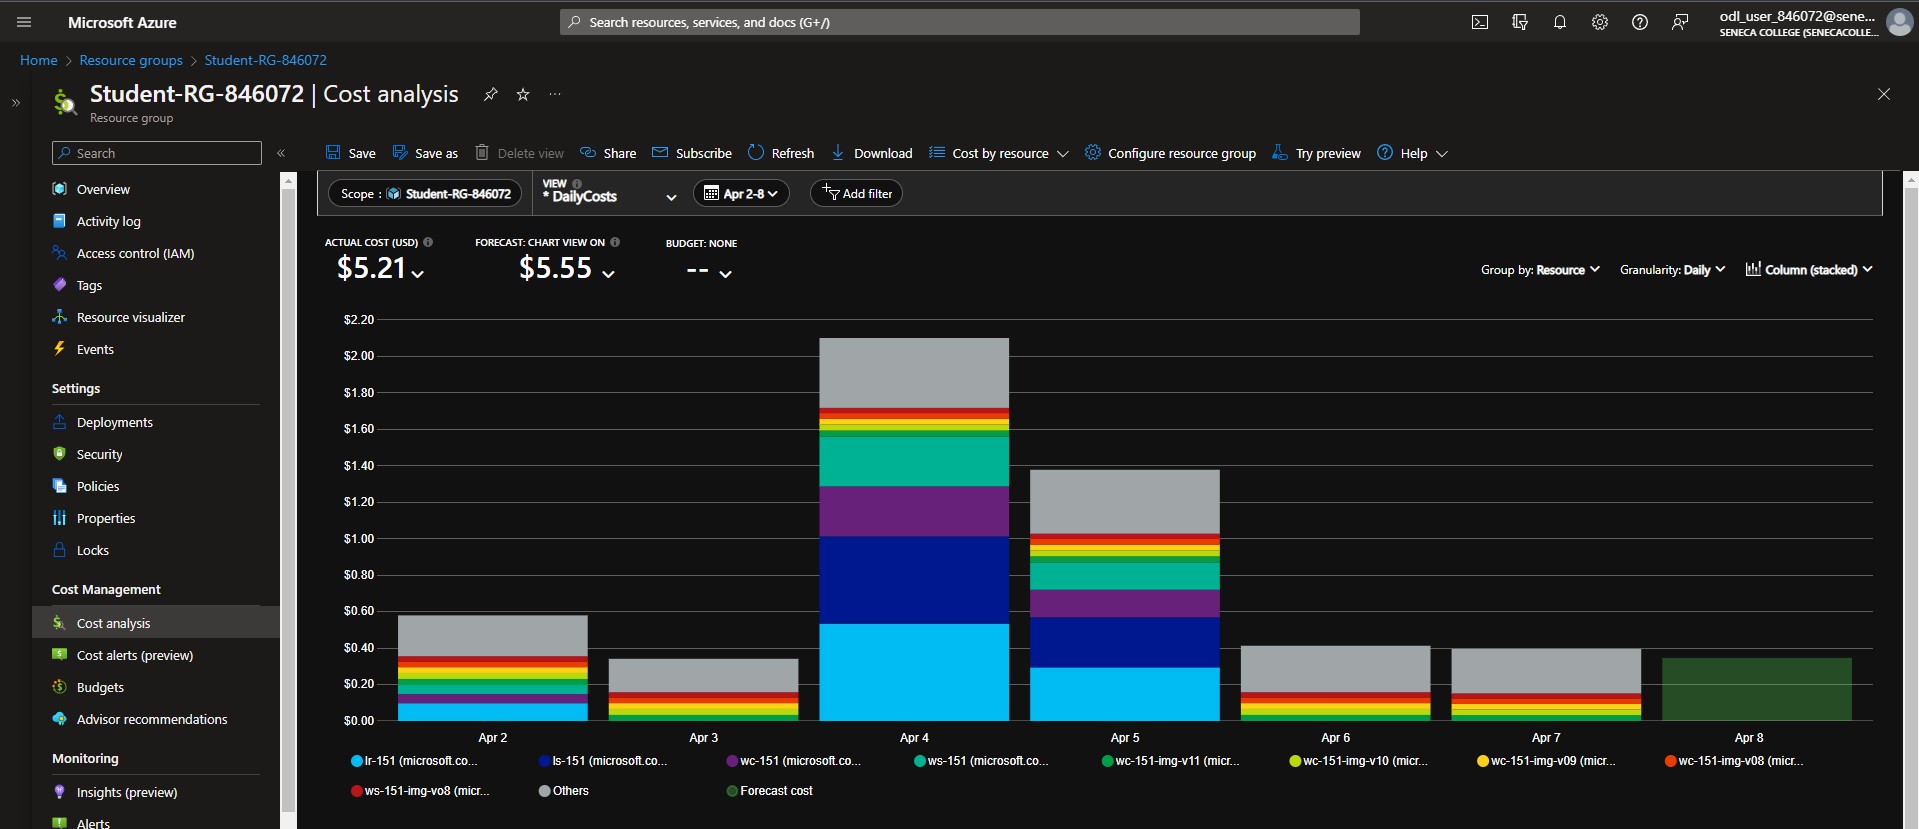 Microsoft Azure
Search resources, services, and docs (G+/)
odl_user_846072@sene...
SENECA COLLEGE (SENECACOLLE...
Home > Resource groups > Student-RG-846072
Student-RG-846072 | Cost analysis
Resource group
Search
Save
Save as
Delete view
Share
Subscribe
Refresh
Download
Cost by resource
Configure resource group
Try preview
Help
Overview
Activity log
Access control (IAM)
Tags
Resource visualizer
Events
Settings
Deployments
Security
Policies
Properties
Locks
Cost Management
Cost analysis
Cost alerts (preview)
Budgets
Advisor recommendations
Monitoring
Insights (preview)
Alerts
Scope : Student-RG-846072
VIEW
* DailyCosts
Apr 2-8
Add filter
ACTUAL COST (USD)
$5.21
FORECAST: CHART VIEW ON
$5.55
BUDGET: NONE
--
Group by: Resource
Granularity: Daily
Column (stacked)
$2.20
$2.00
$1.80
$1.60
$1.40
$1.20
$1.00
$0.80
$0.60
$0.40
$0.20
$0.00
Apr 2
Apr 3
Apr 4
Apr 5
Apr 6
Apr 7
Apr 8
lr-151 (microsoft.co...
ls-151 (microsoft.co...
wc-151 (microsoft.co...
ws-151 (microsoft.co...
wc-151-img-v11 (micr...
wc-151-img-v10 (micr...
wc-151-img-v09 (micr...
wc-151-img-v08 (micr...
ws-151-img-vo8 (micr...
Others
Forecast cost